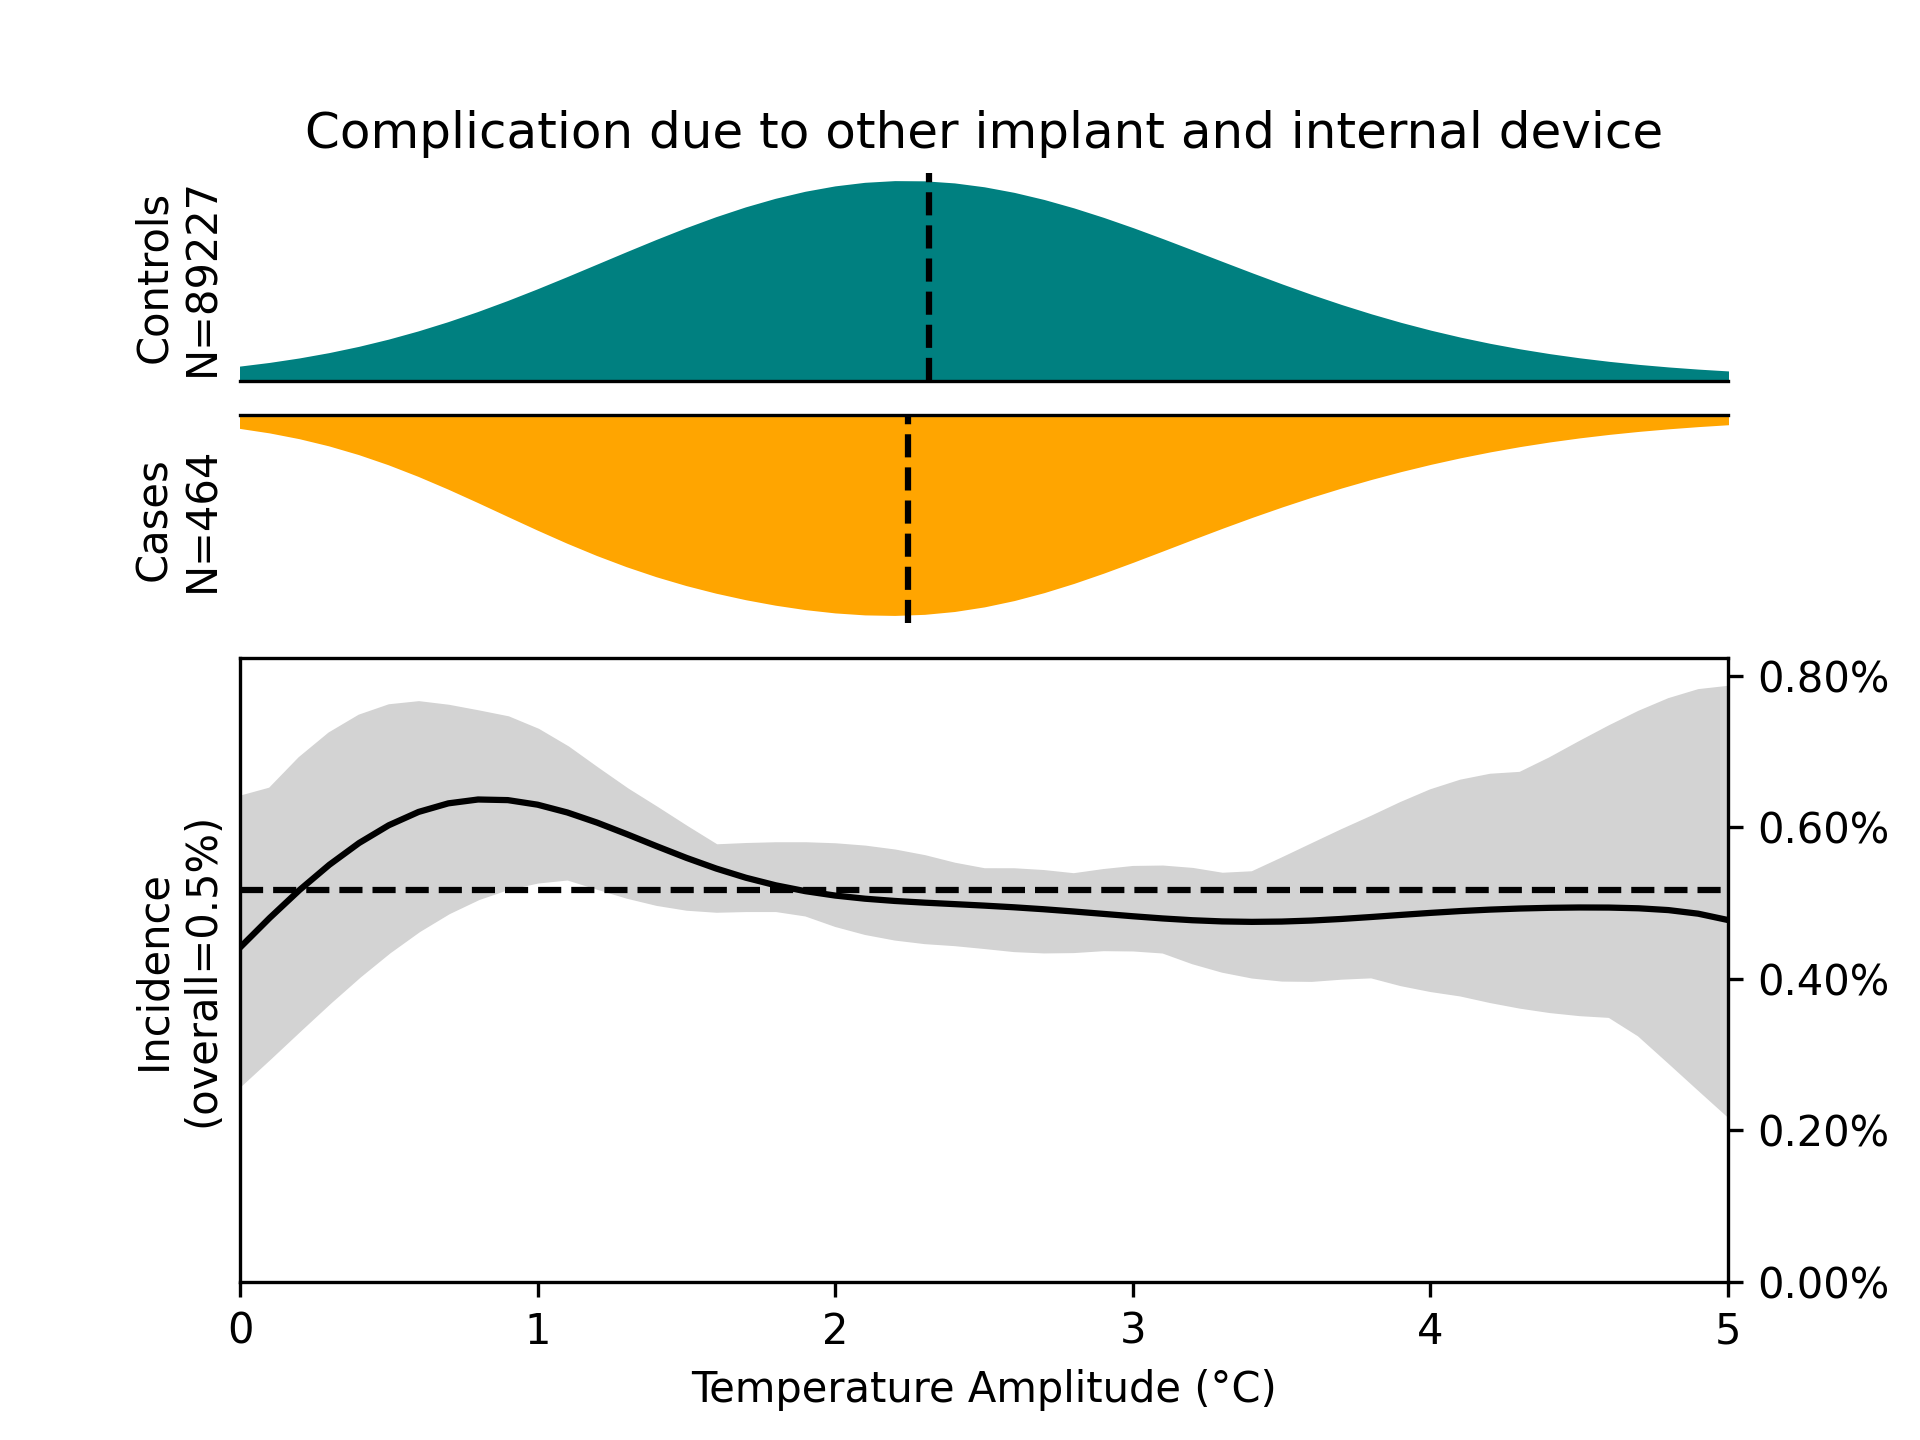 Complication due to other implant and internal device
Controls
N=89227
Cases
N=464
Incidence
(overall=0.5%)
0.80%
0.60%
0.40%
0.20%
0.00%
0 1 2 3 4 5
Temperature Amplitude (°C)